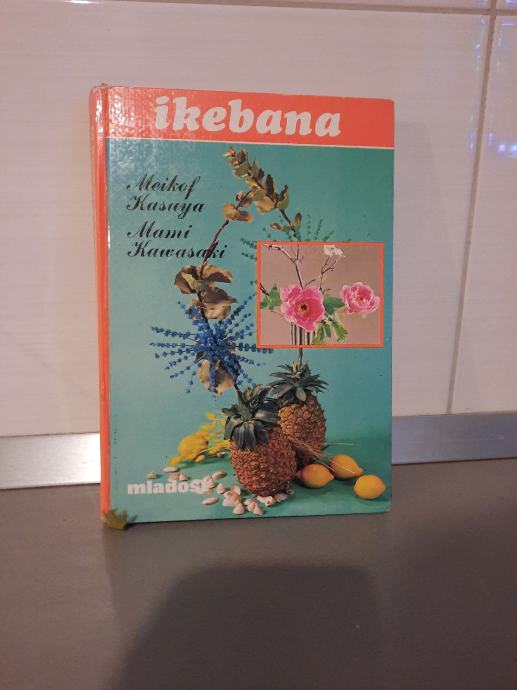 ikebana
Meikof
Kasuya
Mami
Kawasaki
mladost